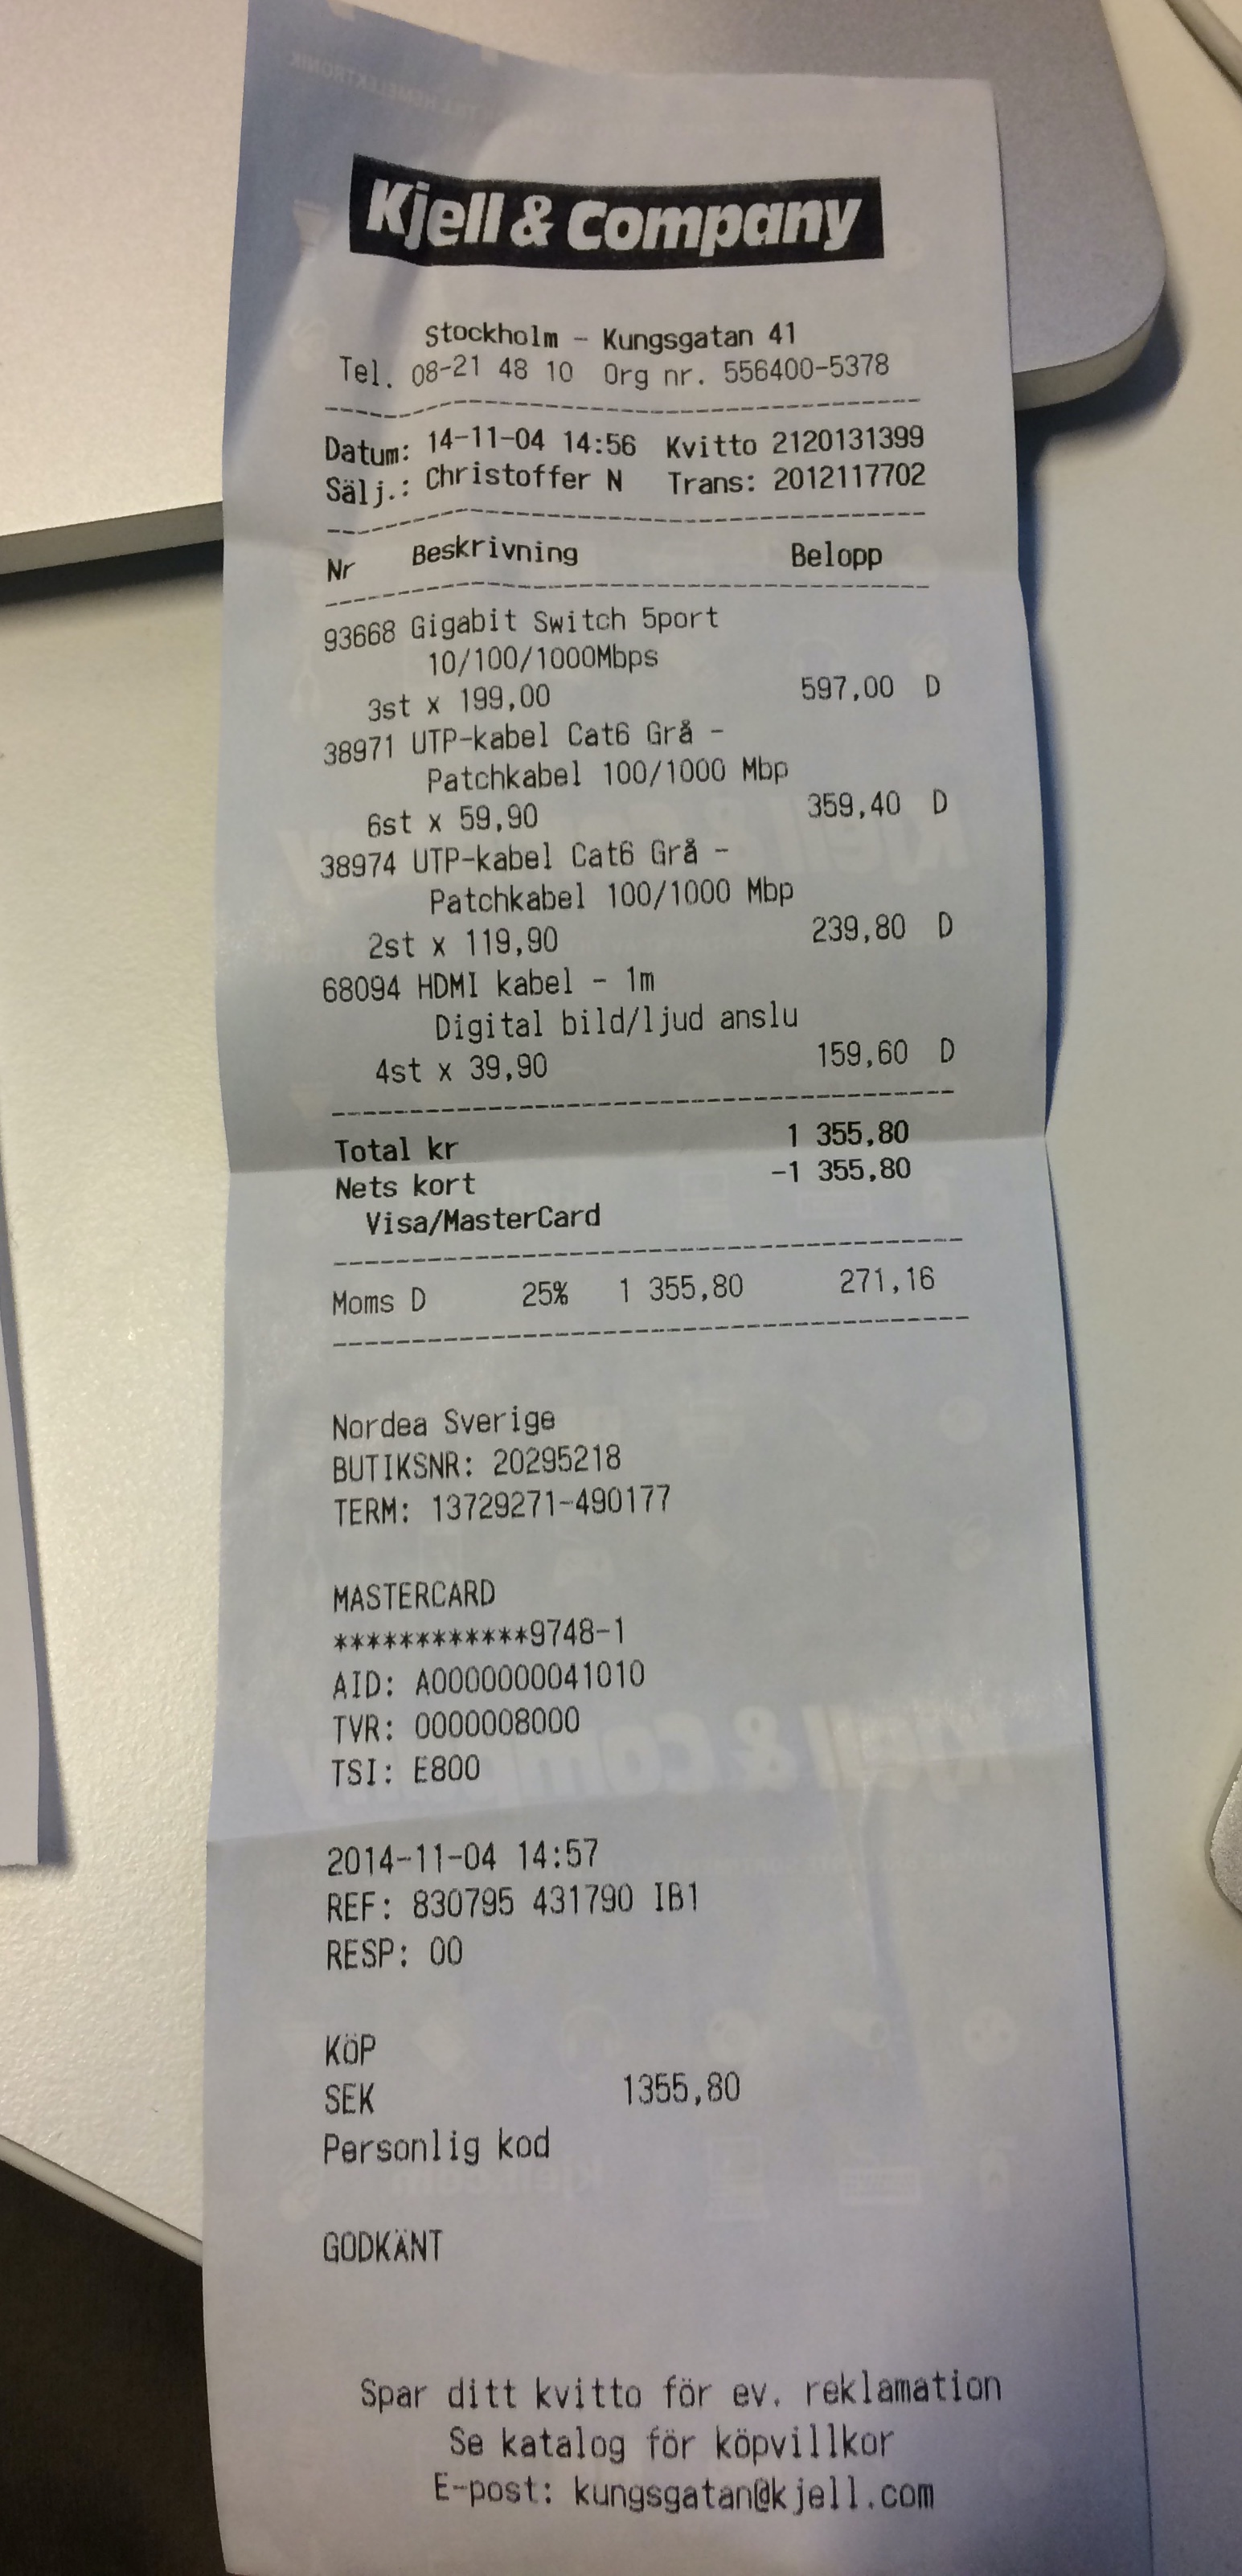 Kjell & Company
Stockholm - Kungsgatan 41
Tel. 08-21 48 10 Org nr. 556400-5378
Datum: 14-11-04 14:56 Kvitto 2120131399
Sälj.: Christoffer N Trans: 2012117702
Nr Beskrivning Belopp
93668 Gigabit Switch 5port
10/100/1000Mbps
3st x 199,00 597,00 D
38971 UTP-kabel Cat6 Grå -
Patchkabel 100/1000 Mbp
6st x 59,90 359,40 D
38974 UTP-kabel Cat6 Grå -
Patchkabel 100/1000 Mbp
2st x 119,90 239,80 D
68094 HDMI kabel - 1m
Digital bild/ljud anslu
4st x 39,90 159,60 D
Total kr 1 355,80
Nets kort -1 355,80
Visa/MasterCard
Moms D 25% 1 355,80 271,16
Nordea Sverige
BUTIKSNR: 20295218
TERM: 13729271-490177
MASTERCARD
************9748-1
AID: A0000000041010
TVR: 0000008000
TSI: E800
2014-11-04 14:57
REF: 830795 431790 IB1
RESP: 00
KÖP
SEK 1355,80
Personlig kod
GODKÄNT
Spar ditt kvitto för ev. reklamation
Se katalog för köpvillkor
E-post: kungsgatan@kjell.com